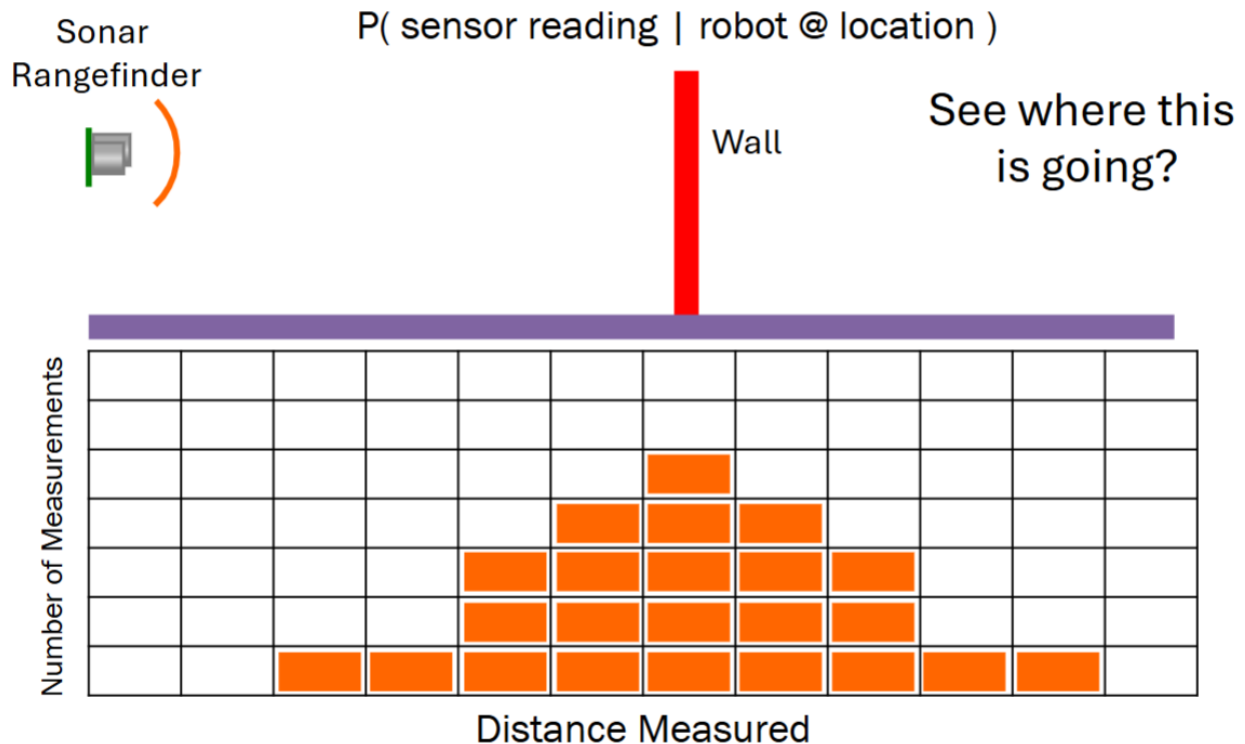 Sonar
Rangefinder
P( sensor reading | robot @ location )
Wall
See where this
is going?
Number of Measurements
Distance Measured